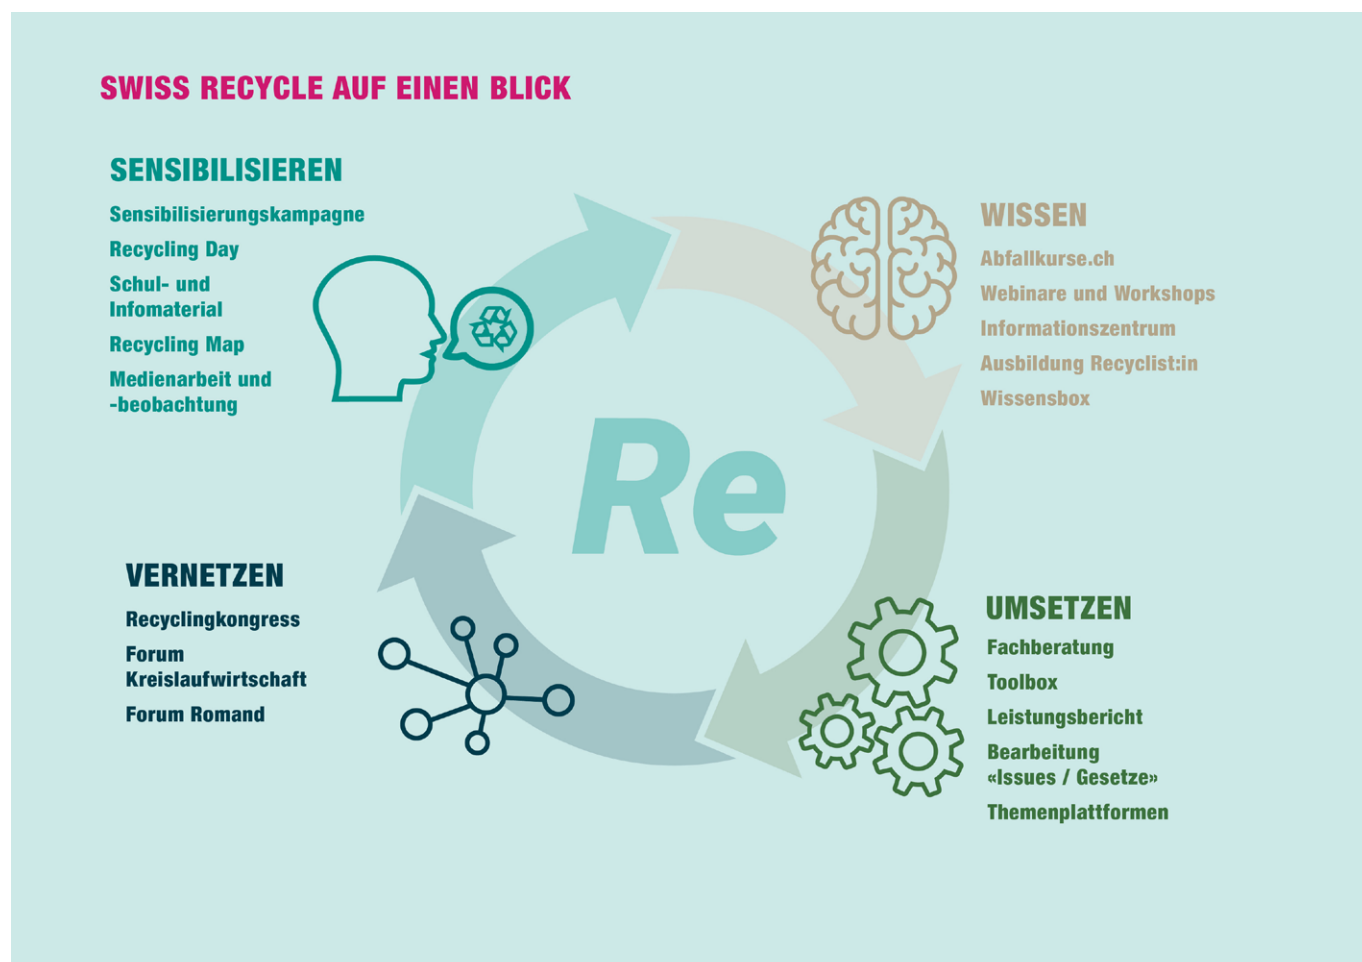 SWISS RECYCLE AUF EINEN BLICK
SENSIBILISIEREN
Sensibilisierungskampagne
Recycling Day
Schul- und
Infomaterial
Recycling Map
Medienarbeit und
-beobachtung
WISSEN
Abfallkurse.ch
Webinare und Workshops
Informationszentrum
Ausbildung Recyclist:in
Wissensbox
Re
VERNETZEN
Recyclingkongress
Forum
Kreislaufwirtschaft
Forum Romand
UMSETZEN
Fachberatung
Toolbox
Leistungsbericht
Bearbeitung
«Issues / Gesetze»
Themenplattformen